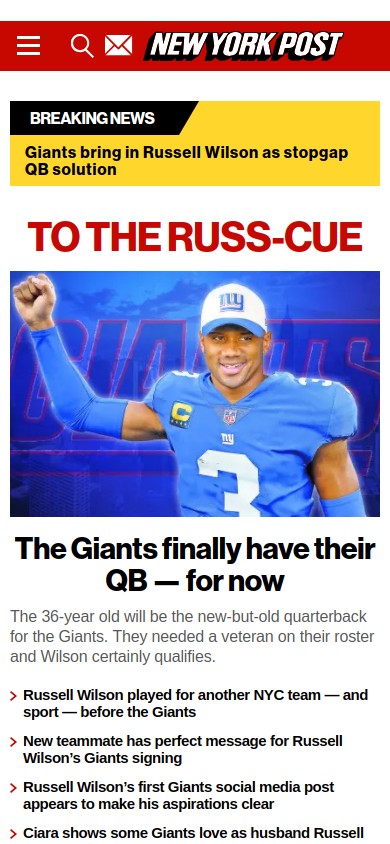 NEW YORK POST
BREAKING NEWS
Giants bring in Russell Wilson as stopgap
QB solution
TO THE RUSS-CUE
GIANTS
ny
3
C
NFL
ny
3
The Giants finally have their
QB — for now
The 36-year old will be the new-but-old quarterback
for the Giants. They needed a veteran on their roster
and Wilson certainly qualifies.
Russell Wilson played for another NYC team — and
sport — before the Giants
New teammate has perfect message for Russell
Wilson’s Giants signing
Russell Wilson’s first Giants social media post
appears to make his aspirations clear
Ciara shows some Giants love as husband Russell